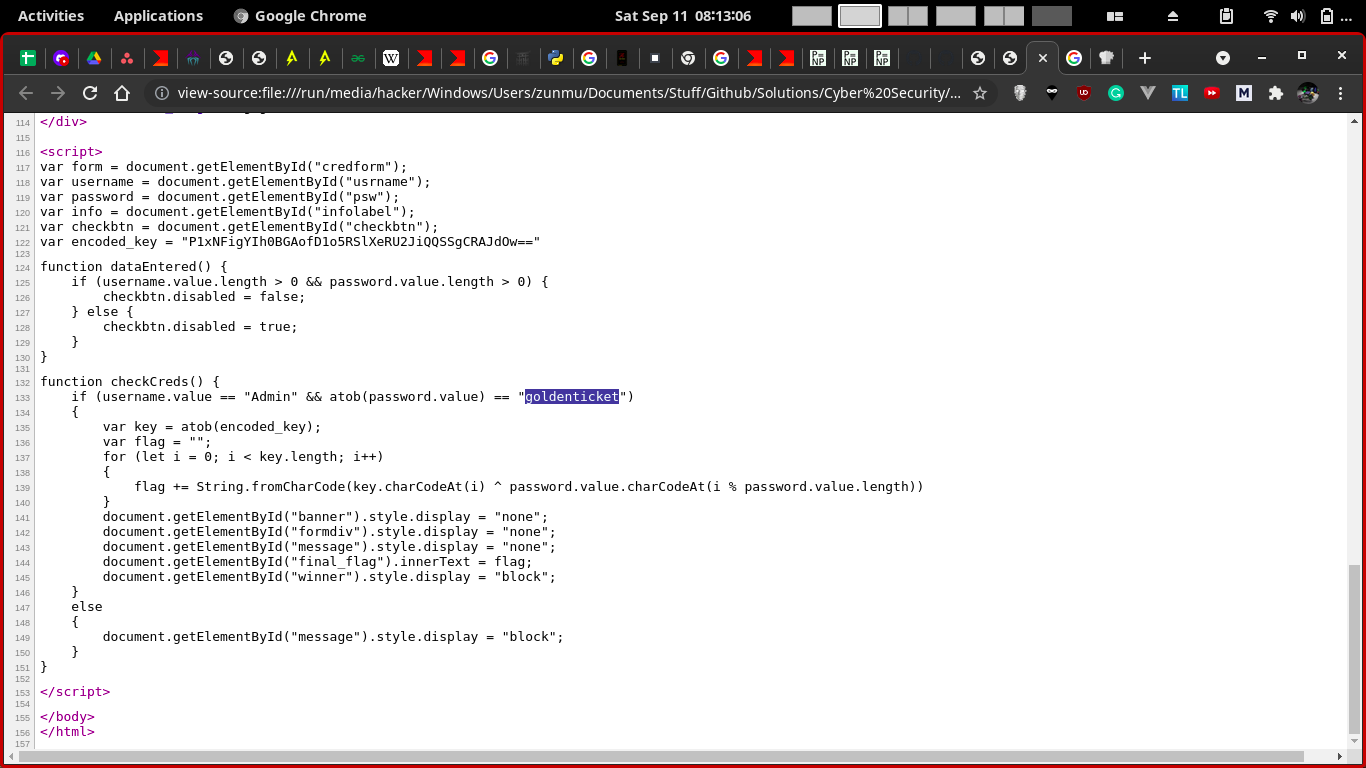 Activities Applications Google Chrome Sat Sep 11 08:13:06 ...
view-source:file:///run/media/hacker/Windows/Users/zunmu/Documents/Stuff/Github/Solutions/Cyber%20Security/...
114 </div>
115
116 <script>
117 var form = document.getElementById("credform");
118 var username = document.getElementById("usrname");
119 var password = document.getElementById("psw");
120 var info = document.getElementById("infolabel");
121 var checkbtn = document.getElementById("checkbtn");
122 var encoded_key = "P1xNFigYIh0BGAofD1o5RSlXeRU2JiQQSSgCRAJdOw=="
123
124 function dataEntered() {
125     if (username.value.length > 0 && password.value.length > 0) {
126         checkbtn.disabled = false;
127     } else {
128         checkbtn.disabled = true;
129     }
130 }
131
132 function checkCreds() {
133     if (username.value == "Admin" && atob(password.value) == "goldenticket")
134     {
135         var key = atob(encoded_key);
136         var flag = "";
137         for (let i = 0; i < key.length; i++)
138         {
139             flag += String.fromCharCode(key.charCodeAt(i) ^ password.value.charCodeAt(i % password.value.length))
140         }
141         document.getElementById("banner").style.display = "none";
142         document.getElementById("formdiv").style.display = "none";
143         document.getElementById("message").style.display = "none";
144         document.getElementById("final_flag").innerText = flag;
145         document.getElementById("winner").style.display = "block";
146     }
147     else
148     {
149         document.getElementById("message").style.display = "block";
150     }
151 }
152
153 </script>
154
155 </body>
156 </html>
157